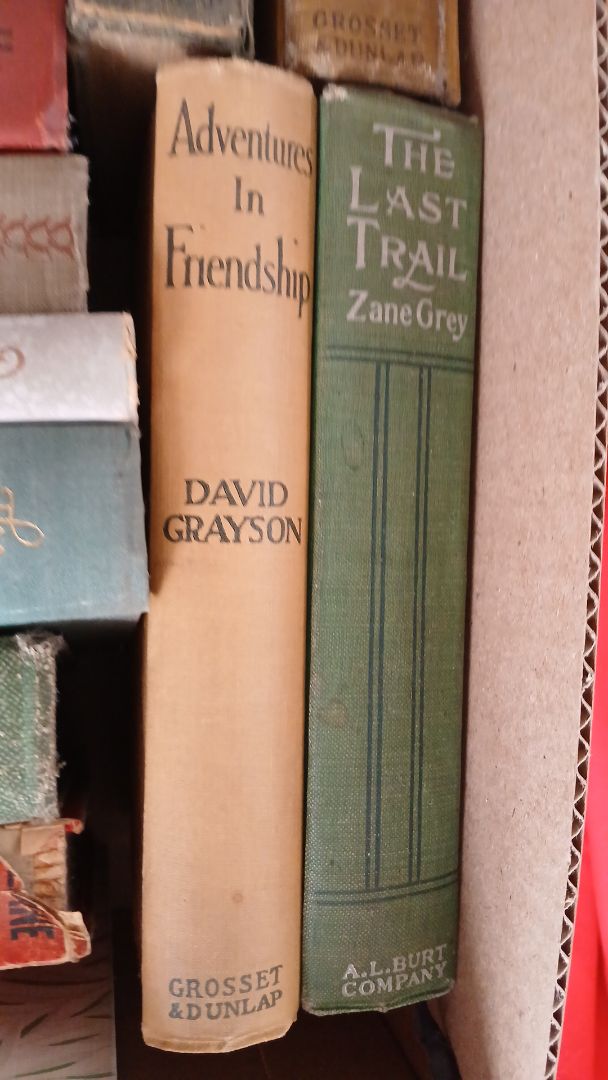 GROSSET
& DUNLAP
Adventures
In
Friendship
DAVID
GRAYSON
GROSSET
& DUNLAP
THE
LAST
TRAIL
Zane Grey
A.L. BURT
COMPANY